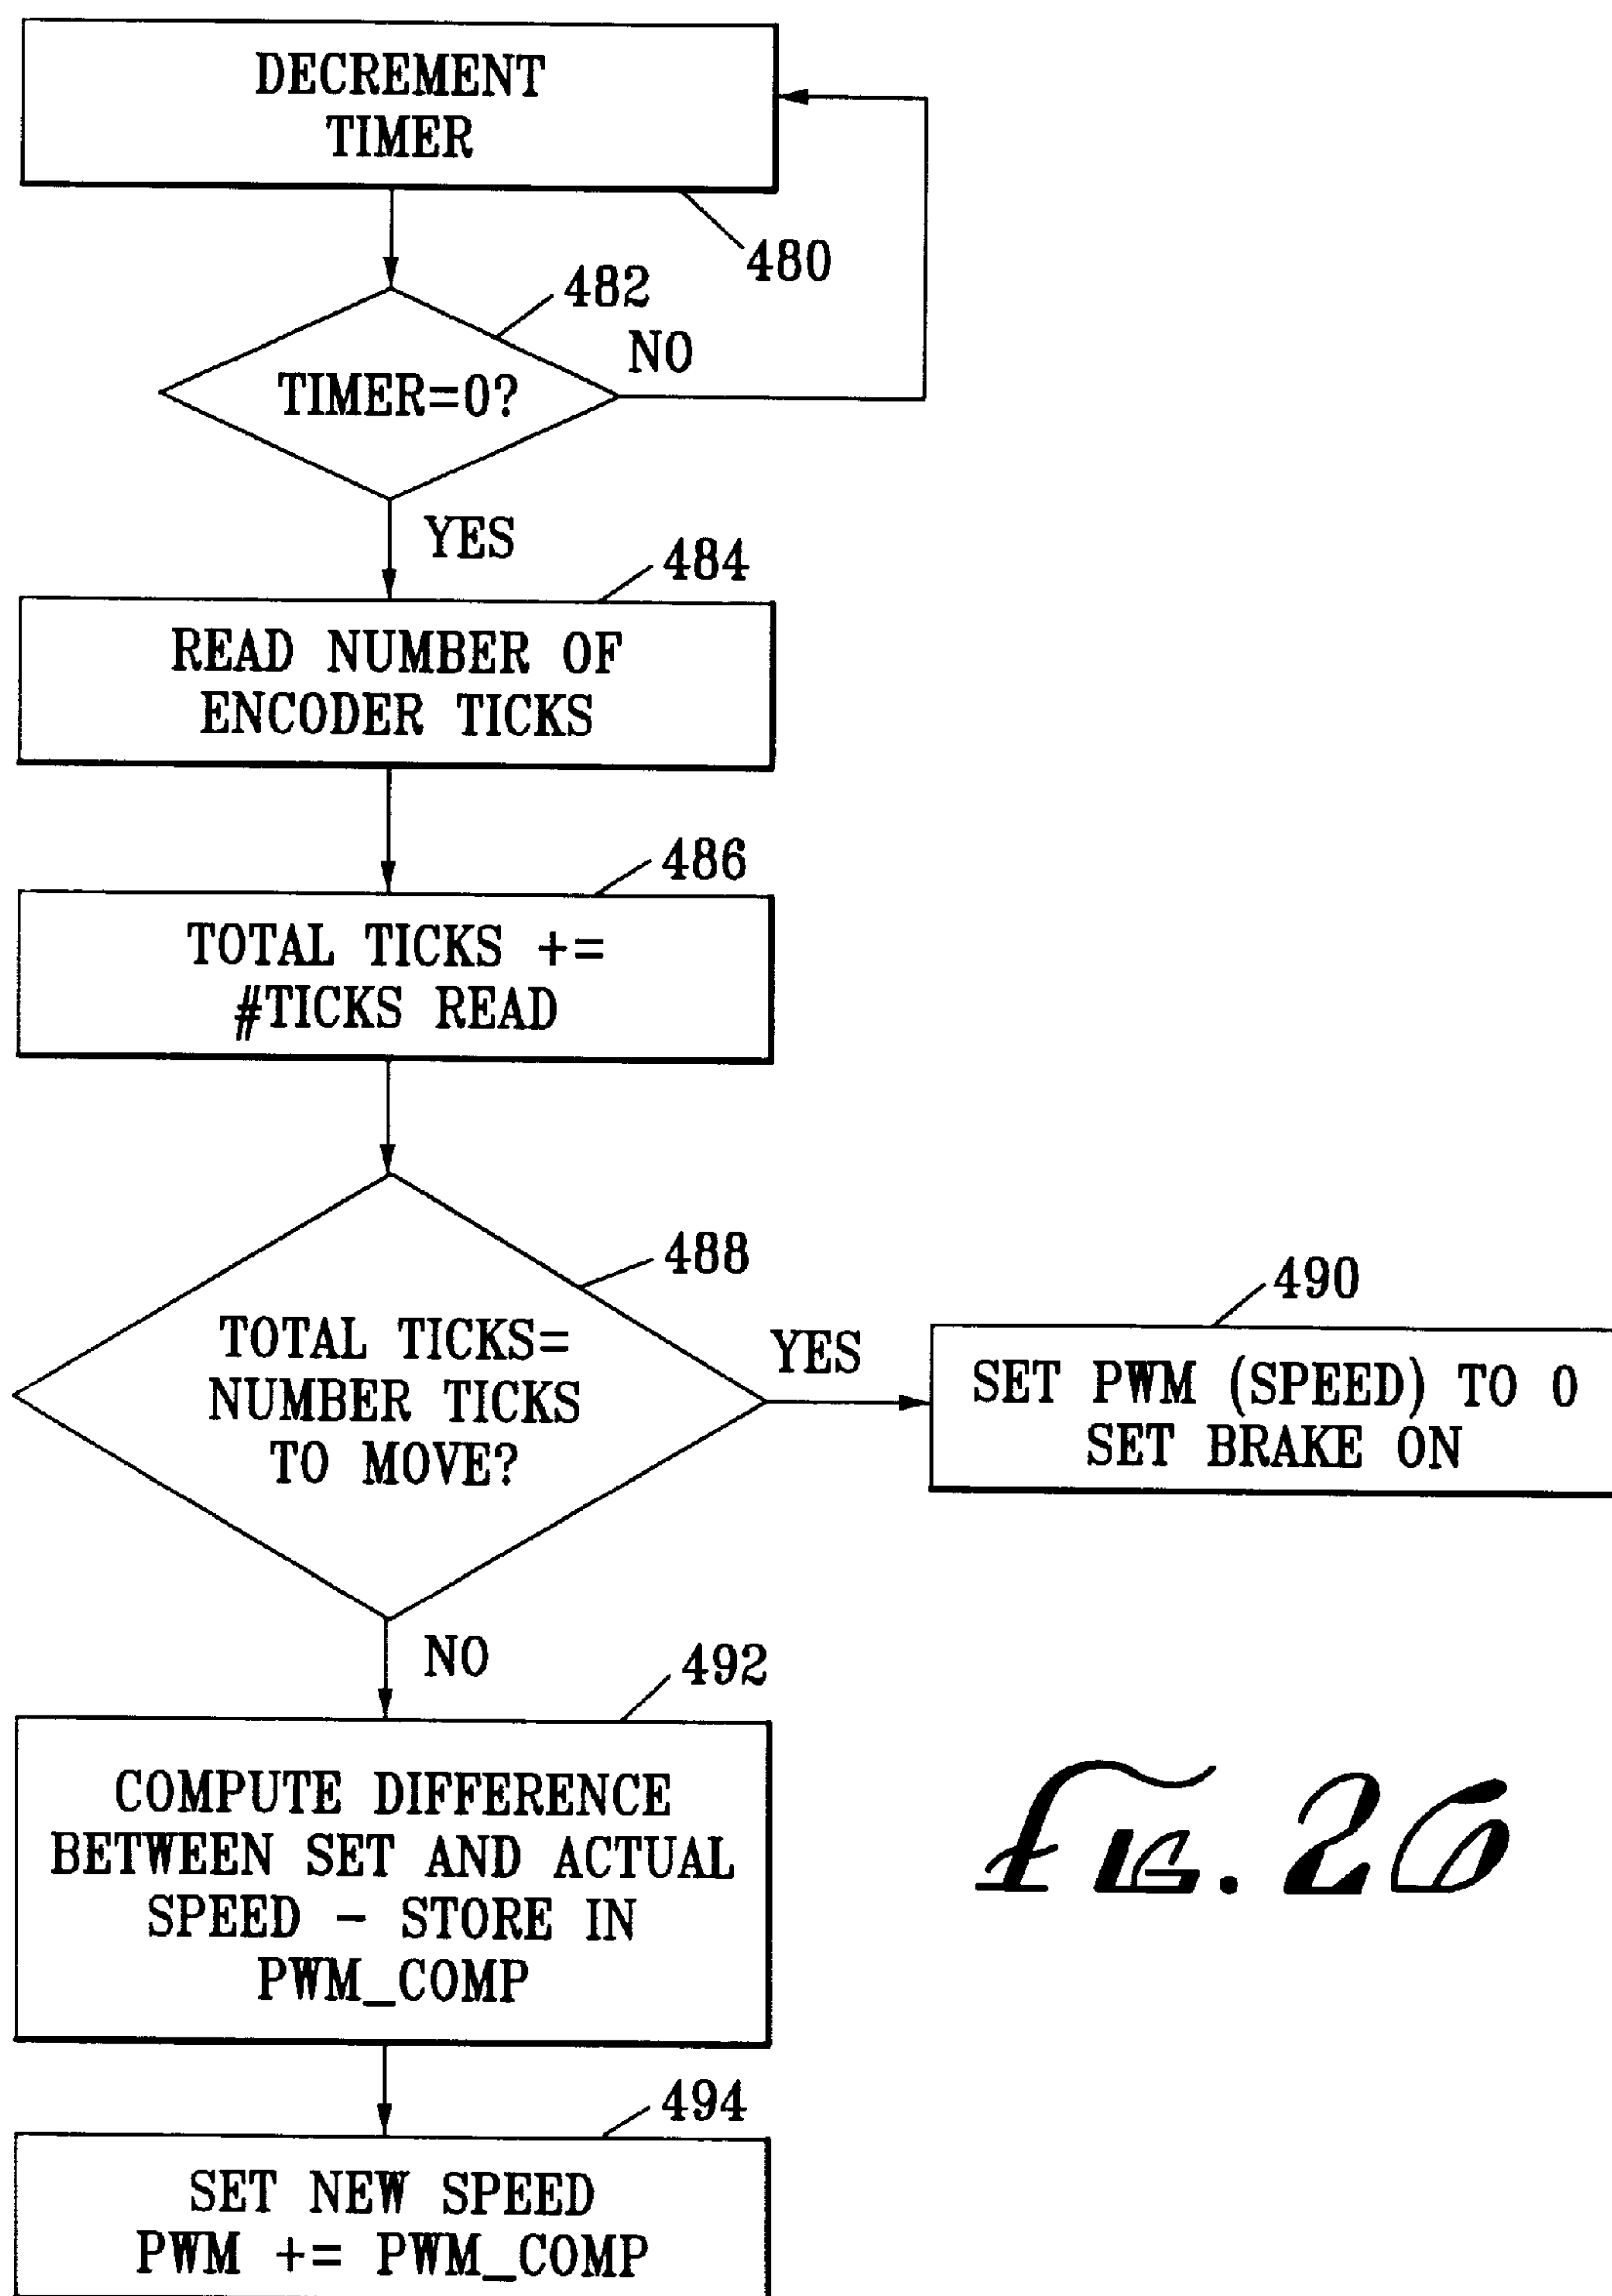 DECREMENT
TIMER
480
482
TIMER=0?
NO
YES
484
READ NUMBER OF
ENCODER TICKS
486
TOTAL TICKS +=
#TICKS READ
488
TOTAL TICKS=
NUMBER TICKS
TO MOVE?
YES
490
SET PWM (SPEED) TO 0
SET BRAKE ON
NO
492
COMPUTE DIFFERENCE
BETWEEN SET AND ACTUAL
SPEED - STORE IN
PWM_COMP
494
SET NEW SPEED
PWM += PWM_COMP
FIG. 26